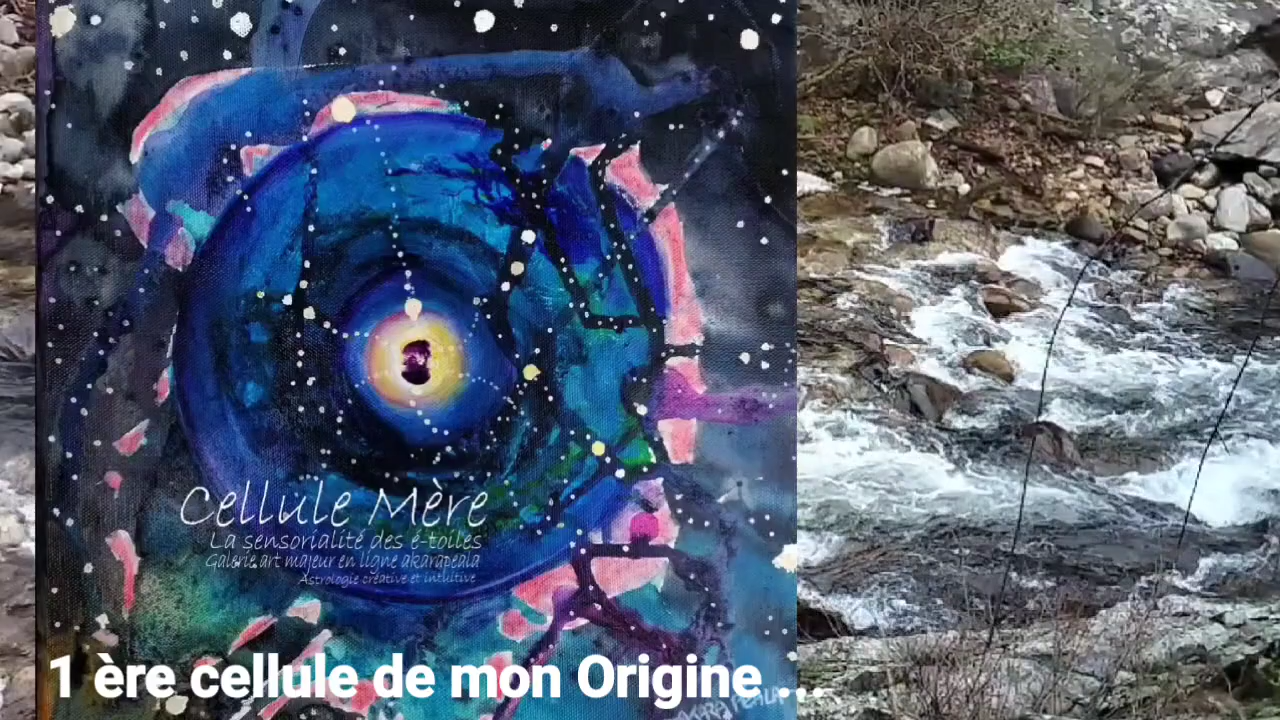 Cellule Mère
La sensorialité des é-toiles
Galerie art majeur en ligne akarapeala
Astrologie créative et intuitive
1 ère cellule de mon Origine ...